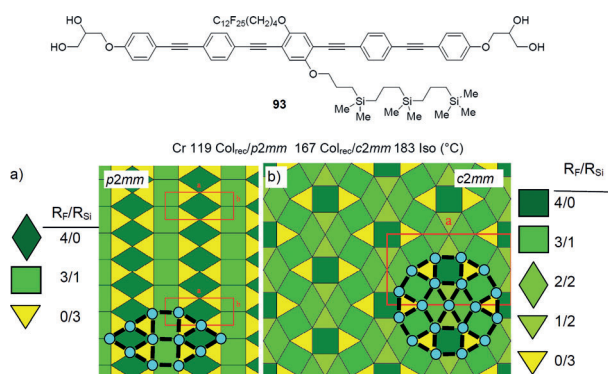 C12F25(CH2)4
O
HO
OH
O
O
OH
HO
O
Me
Me
Si
Si
Si
Me
Me
Me
Me
Me
93
Cr 119 Colrec/p2mm 167 Colrec/c2mm 183 Iso (°C)
a)
p2mm
b)
c2mm
RF/RSi
RF/RSi
a
b
4/0
4/0
3/1
3/1
a
2/2
0/3
a
b
1/2
0/3